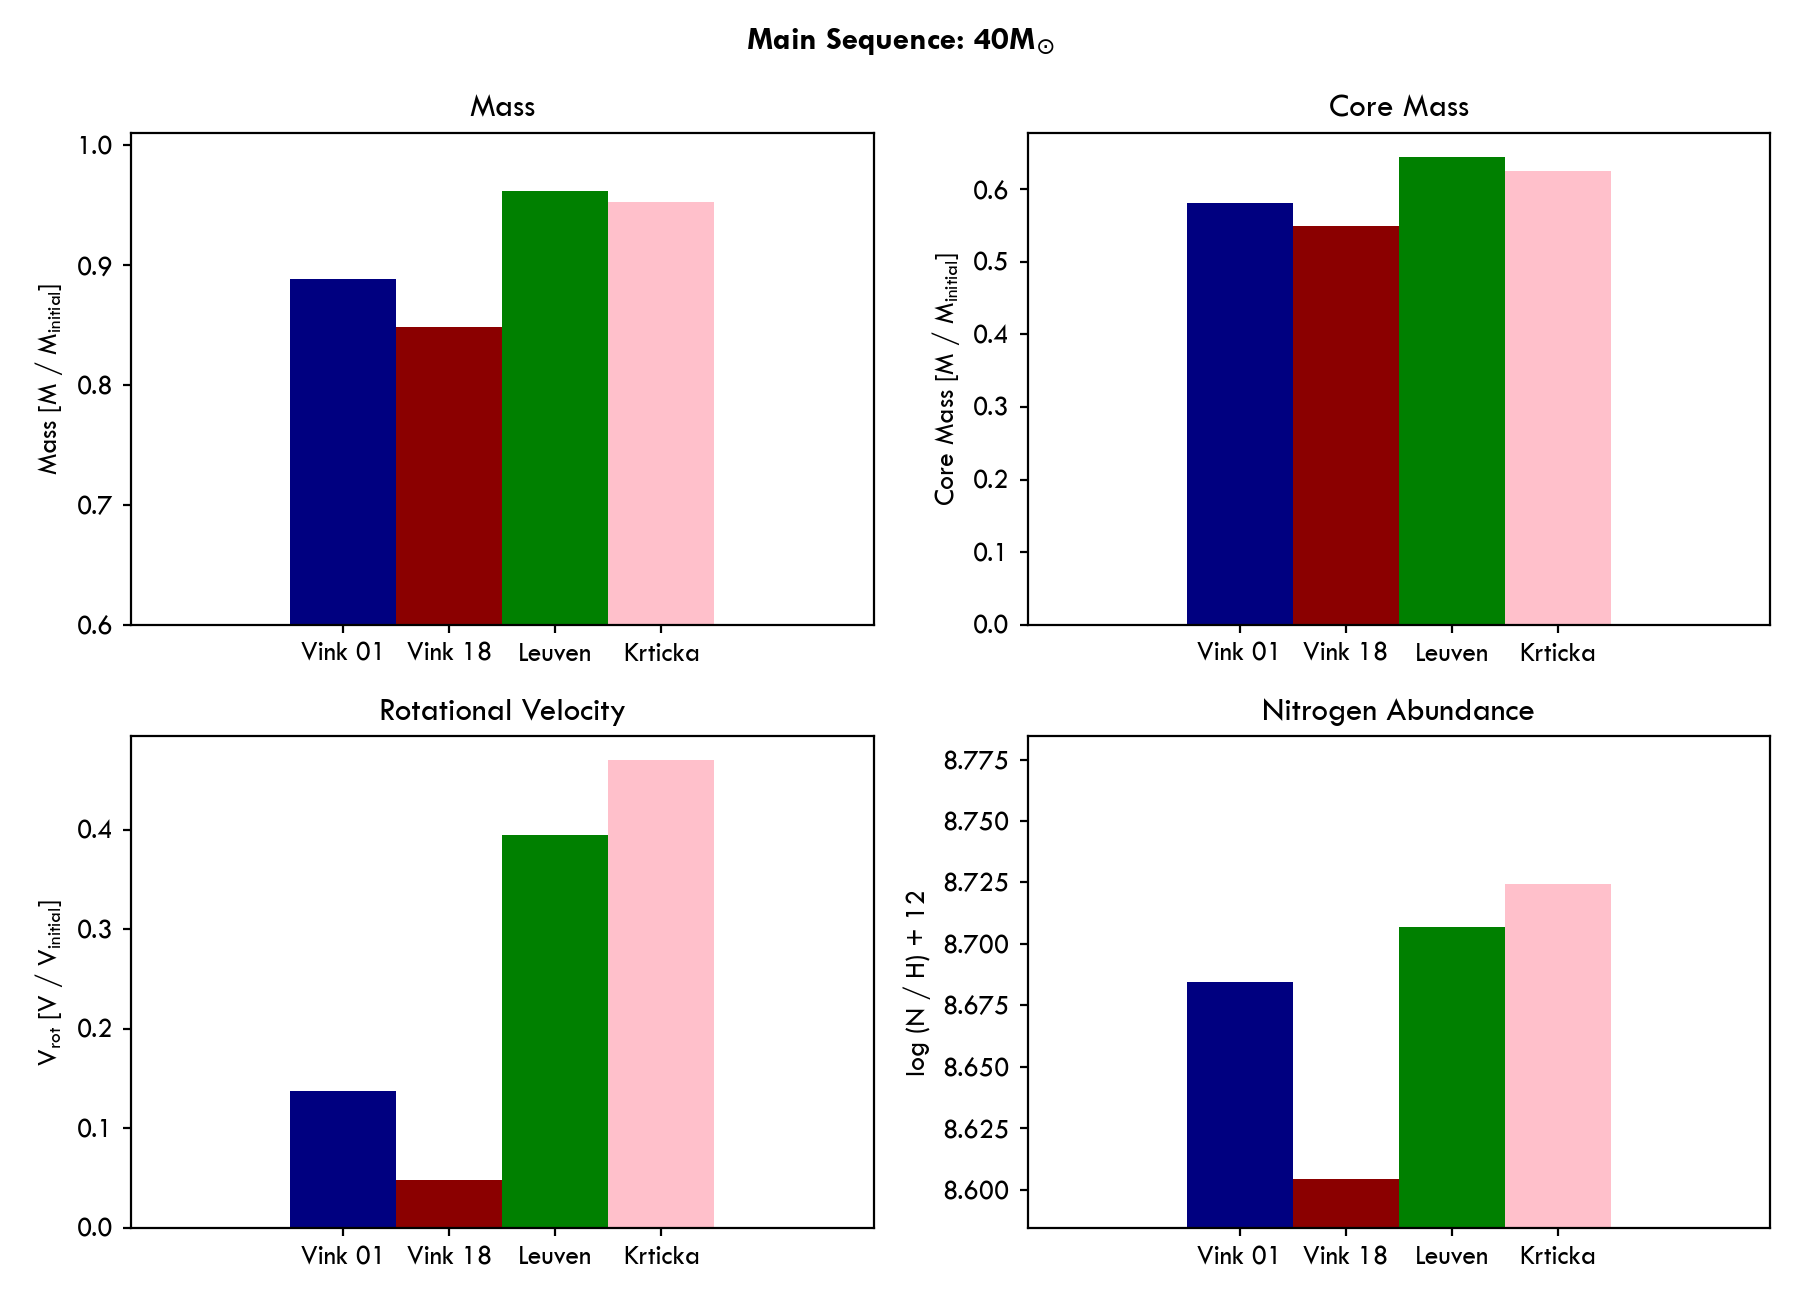 Main Sequence: 40M☉
Mass
Mass [M / Minitial]
1.0
0.9
0.8
0.7
0.6
Vink 01 Vink 18 Leuven Krticka
Core Mass
Core Mass [M / Minitial]
0.6
0.5
0.4
0.3
0.2
0.1
0.0
Vink 01 Vink 18 Leuven Krticka
Rotational Velocity
Vrot [V / Vinitial]
0.4
0.3
0.2
0.1
0.0
Vink 01 Vink 18 Leuven Krticka
Nitrogen Abundance
log (N / H) + 12
8.775
8.750
8.725
8.700
8.675
8.650
8.625
8.600
Vink 01 Vink 18 Leuven Krticka